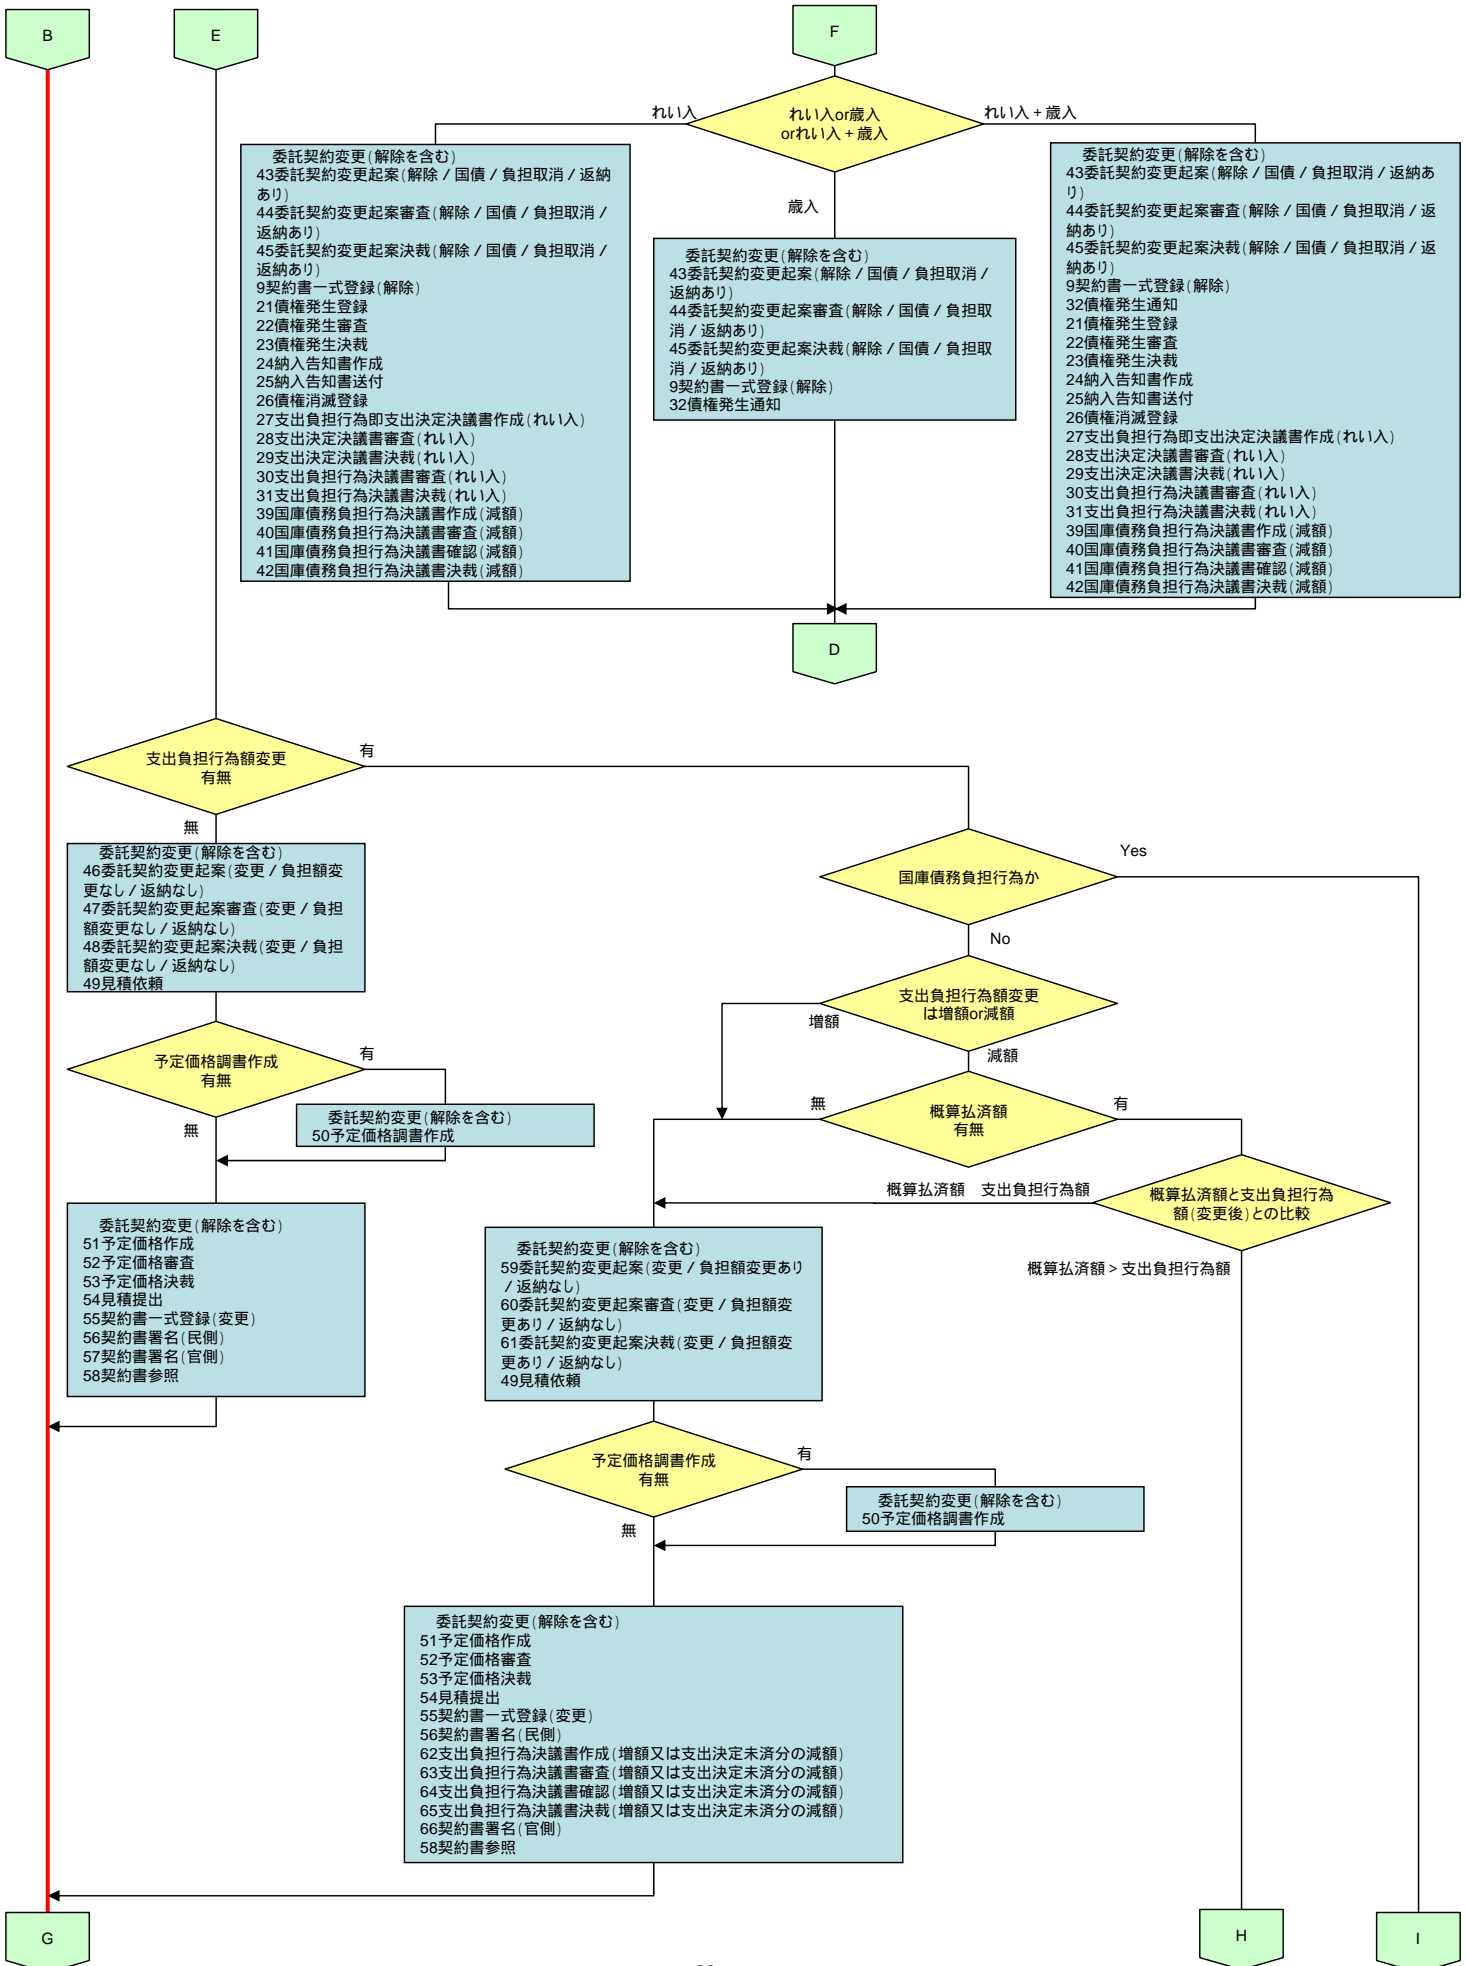 B
E
F
れい入or歳入
orれい入+歳入
れい入
れい入+歳入
歳入
委託契約変更(解除を含む)
43委託契約変更起案(解除/国債/負担取消/返納
あり)
44委託契約変更起案審査(解除/国債/負担取消/
返納あり)
45委託契約変更起案決裁(解除/国債/負担取消/
返納あり)
9契約書一式登録(解除)
21債権発生登録
22債権発生審査
23債権発生決裁
24納入告知書作成
25納入告知書送付
26債権消滅登録
27支出負担行為即支出決定決議書作成(れい入)
28支出決定決議書審査(れい入)
29支出決定決議書決裁(れい入)
30支出負担行為決議書審査(れい入)
31支出負担行為決議書決裁(れい入)
39国庫債務負担行為決議書作成(減額)
40国庫債務負担行為決議書審査(減額)
41国庫債務負担行為決議書確認(減額)
42国庫債務負担行為決議書決裁(減額)
委託契約変更(解除を含む)
43委託契約変更起案(解除/国債/負担取消/
返納あり)
44委託契約変更起案審査(解除/国債/負担取
消/返納あり)
45委託契約変更起案決裁(解除/国債/負担取
消/返納あり)
9契約書一式登録(解除)
32債権発生通知
委託契約変更(解除を含む)
43委託契約変更起案(解除/国債/負担取消/返納あ
り)
44委託契約変更起案審査(解除/国債/負担取消/返
納あり)
45委託契約変更起案決裁(解除/国債/負担取消/返
納あり)
9契約書一式登録(解除)
32債権発生通知
21債権発生登録
22債権発生審査
23債権発生決裁
24納入告知書作成
25納入告知書送付
26債権消滅登録
27支出負担行為即支出決定決議書作成(れい入)
28支出決定決議書審査(れい入)
29支出決定決議書決裁(れい入)
30支出負担行為決議書審査(れい入)
31支出負担行為決議書決裁(れい入)
39国庫債務負担行為決議書作成(減額)
40国庫債務負担行為決議書審査(減額)
41国庫債務負担行為決議書確認(減額)
42国庫債務負担行為決議書決裁(減額)
D
支出負担行為額変更
有無
有
無
委託契約変更(解除を含む)
46委託契約変更起案(変更/負担額変
更なし/返納なし)
47委託契約変更起案審査(変更/負担
額変更なし/返納なし)
48委託契約変更起案決裁(変更/負担
額変更なし/返納なし)
49見積依頼
予定価格調書作成
有無
有
無
委託契約変更(解除を含む)
50予定価格調書作成
委託契約変更(解除を含む)
51予定価格作成
52予定価格審査
53予定価格決裁
54見積提出
55契約書一式登録(変更)
56契約書署名(民側)
57契約書署名(官側)
58契約書参照
国庫債務負担行為か
Yes
No
支出負担行為額変更
は増額or減額
増額
減額
概算払済額
有無
無
有
概算払済額と支出負担行為
額(変更後)との比較
概算払済額 支出負担行為額
概算払済額>支出負担行為額
委託契約変更(解除を含む)
59委託契約変更起案(変更/負担額変更あり
/返納なし)
60委託契約変更起案審査(変更/負担額変
更あり/返納なし)
61委託契約変更起案決裁(変更/負担額変
更あり/返納なし)
49見積依頼
予定価格調書作成
有無
有
無
委託契約変更(解除を含む)
50予定価格調書作成
委託契約変更(解除を含む)
51予定価格作成
52予定価格審査
53予定価格決裁
54見積提出
55契約書一式登録(変更)
56契約書署名(民側)
62支出負担行為決議書作成(増額又は支出決定未済分の減額)
63支出負担行為決議書審査(増額又は支出決定未済分の減額)
64支出負担行為決議書確認(増額又は支出決定未済分の減額)
65支出負担行為決議書決裁(増額又は支出決定未済分の減額)
66契約書署名(官側)
58契約書参照
G
H
I